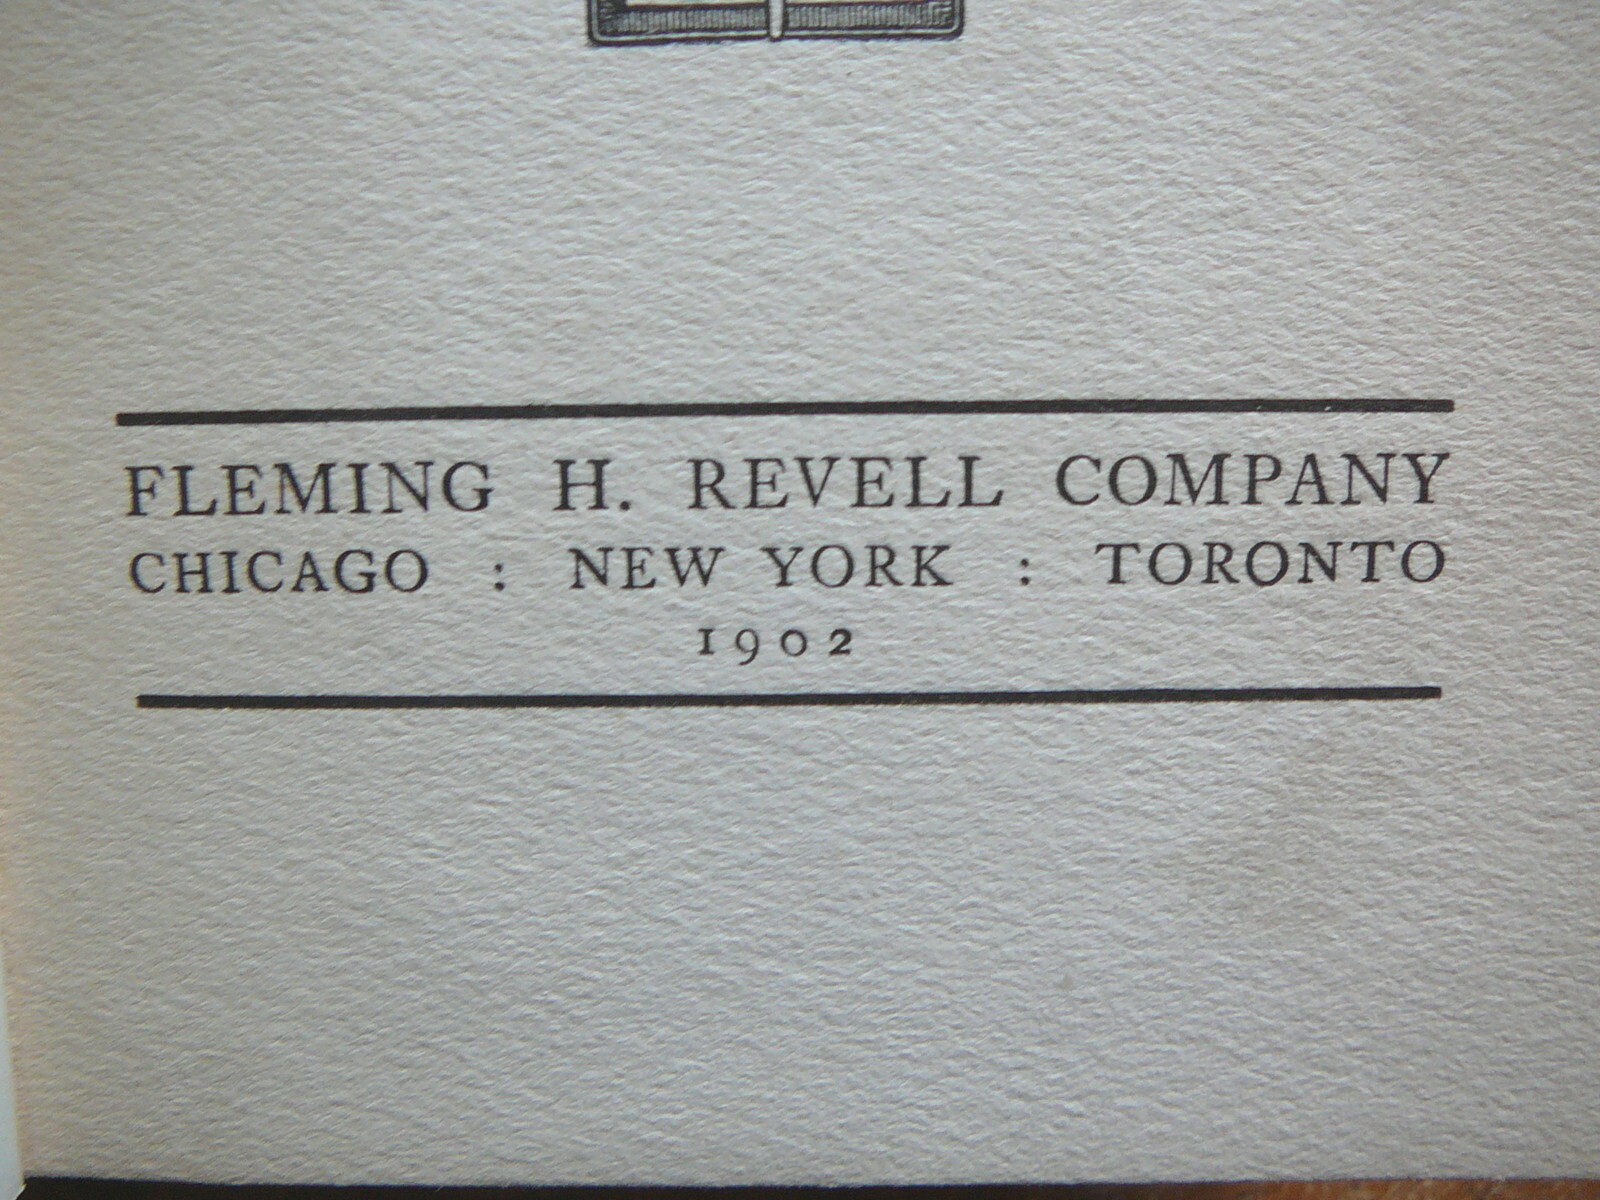 FLEMING H. REVELL COMPANY
CHICAGO : NEW YORK : TORONTO
1902